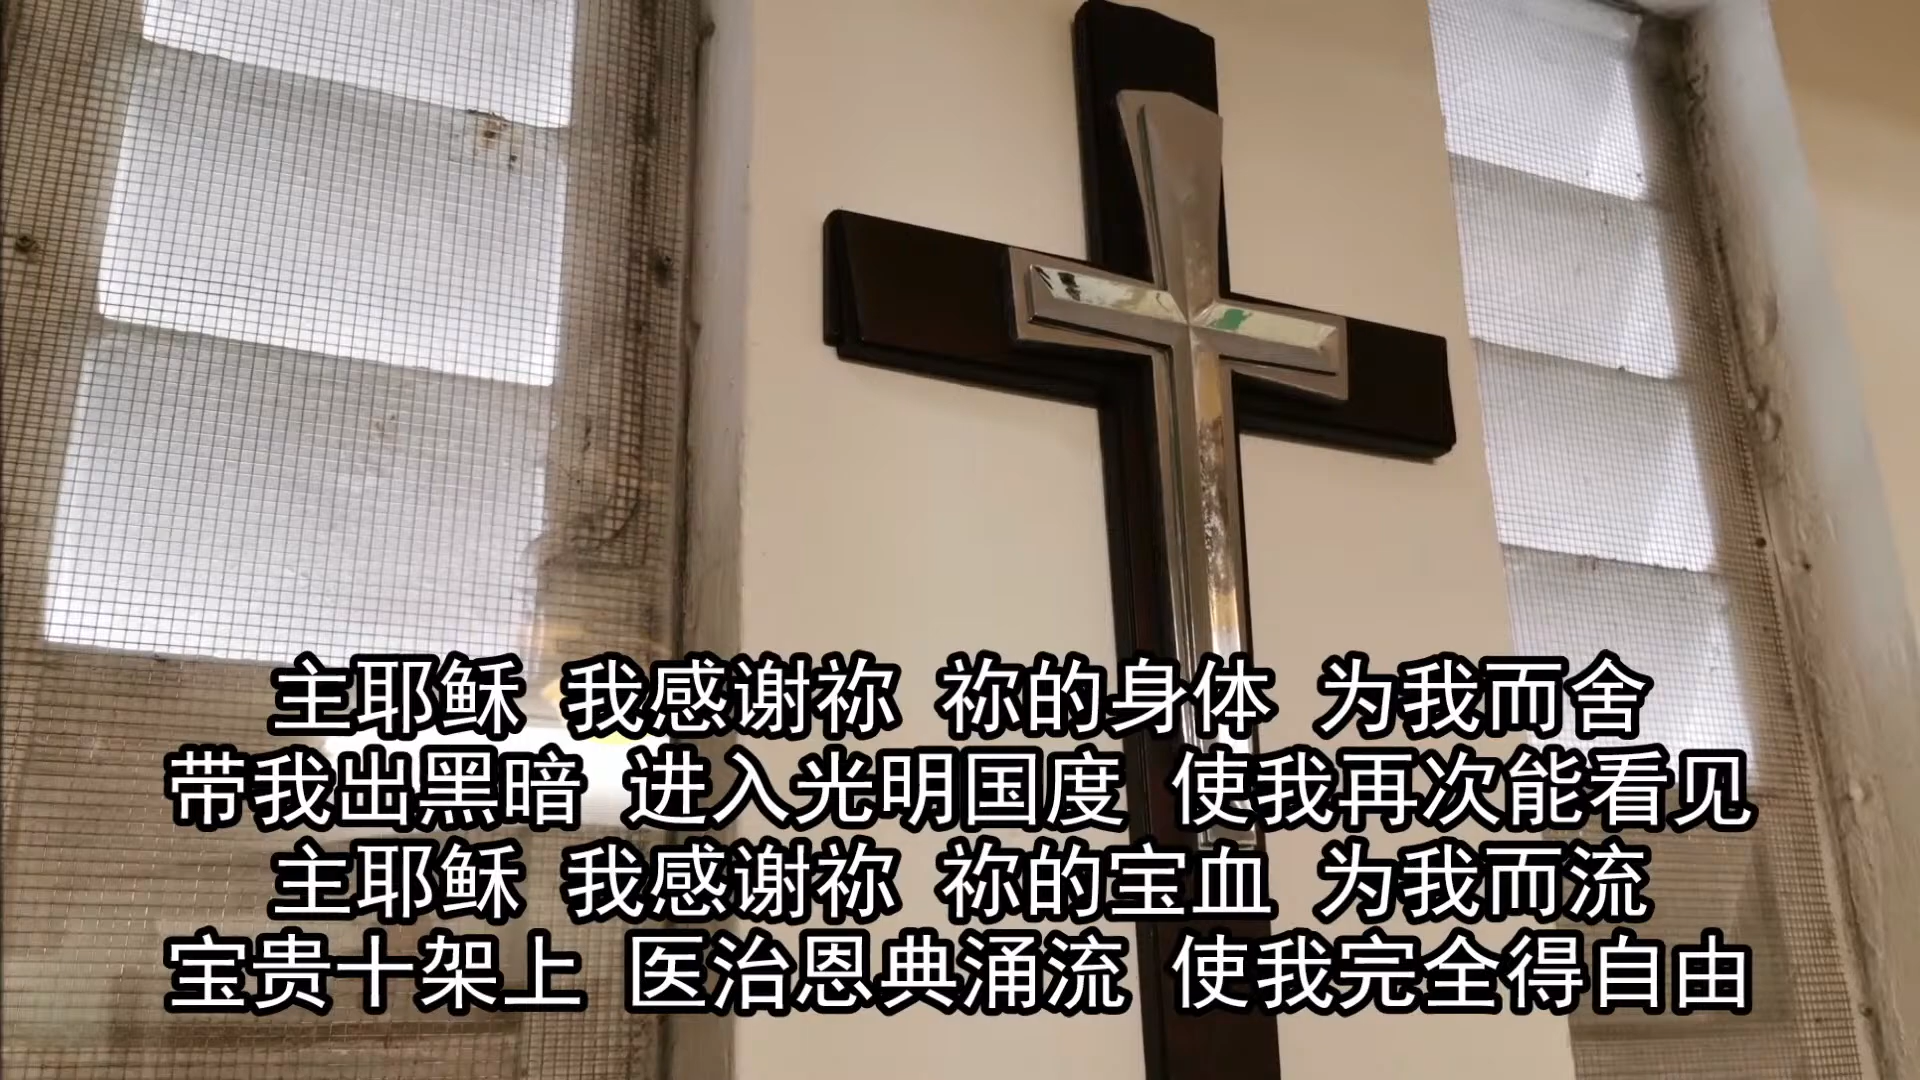 主耶稣 我感谢祢 祢的身体 为我而舍
带我出黑暗 进入光明国度 使我再次能看见
主耶稣 我感谢祢 祢的宝血 为我而流
宝贵十架上 医治恩典涌流 使我完全得自由